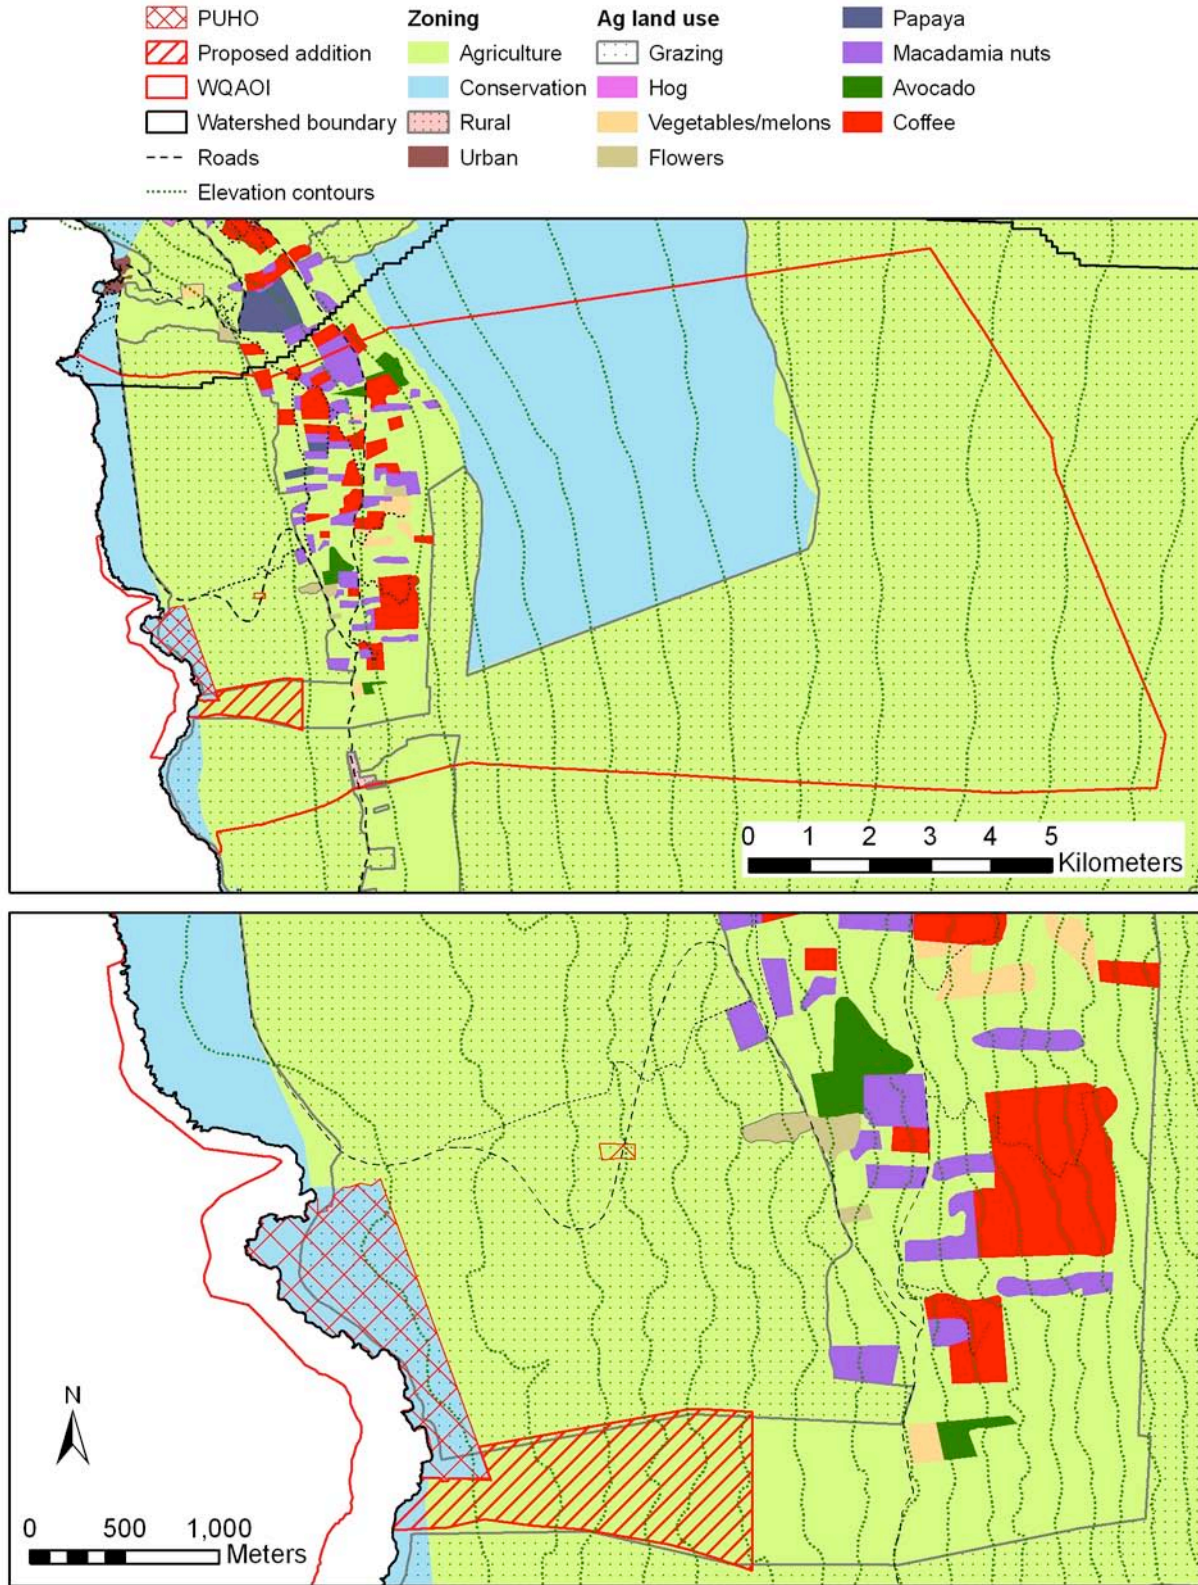 PUHO
Proposed addition
WQAOI
Watershed boundary
Roads
Elevation contours
Zoning
Agriculture
Conservation
Rural
Urban
Ag land use
Grazing
Hog
Vegetables/melons
Flowers
Papaya
Macadamia nuts
Avocado
Coffee
0 1 2 3 4 5
Kilometers
N
0 500 1,000
Meters